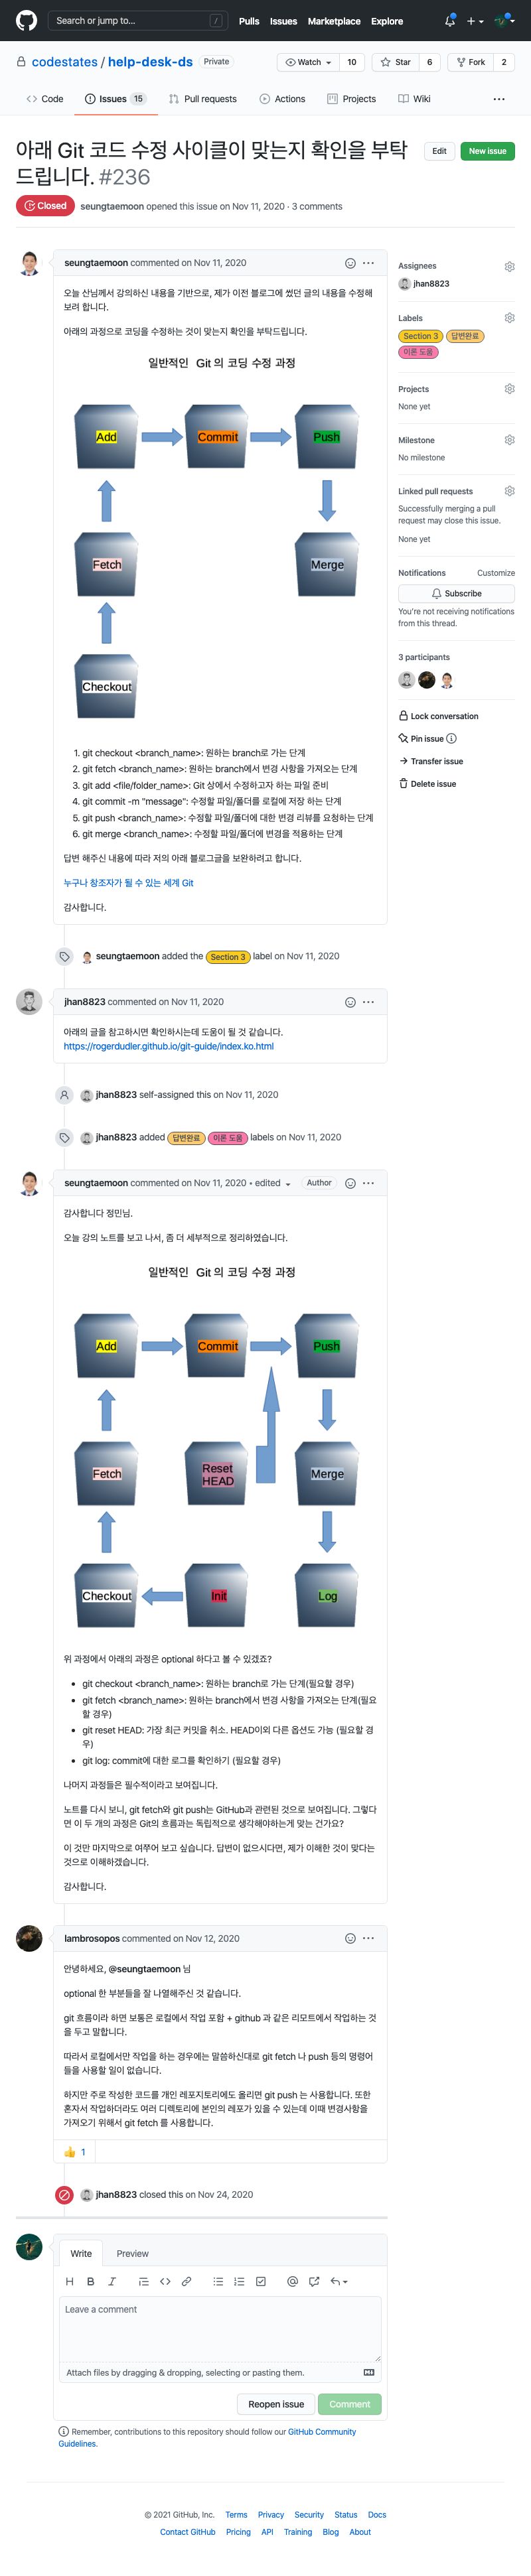 Search or jump to...
/
Pulls Issues Marketplace Explore
codestates / help-desk-ds Private
Watch 10 Star 6 Fork 2
Code Issues 15 Pull requests Actions Projects Wiki
아래 Git 코드 수정 사이클이 맞는지 확인을 부탁
드립니다. #236
Edit New issue
Closed seungtaemoon opened this issue on Nov 11, 2020 · 3 comments
seungtaemoon commented on Nov 11, 2020
오늘 산님께서 강의하신 내용을 기반으로, 제가 이전 블로그에 썼던 글의 내용을 수정해
보려 합니다.
아래의 과정으로 코딩을 수정하는 것이 맞는지 확인을 부탁드립니다.
일반적인 Git 의 코딩 수정 과정
Add Commit Push
Fetch Merge
Checkout
1. git checkout <branch_name>: 원하는 branch로 가는 단계
2. git fetch <branch_name>: 원하는 branch에서 변경 사항을 가져오는 단계
3. git add <file/folder_name>: Git 상에서 수정하고자 하는 파일 준비
4. git commit -m "message": 수정할 파일/폴더를 로컬에 저장 하는 단계
5. git push <branch_name>: 수정할 파일/폴더에 대한 변경 리뷰를 요청하는 단계
6. git merge <branch_name>: 수정할 파일/폴더에 변경을 적용하는 단계
답변 해주신 내용에 따라 저의 아래 블로그글을 보완하려고 합니다.
누구나 창조자가 될 수 있는 세계 Git
감사합니다.
Assignees
jhan8823
Labels
Section 3 답변완료
이론 도움
Projects
None yet
Milestone
No milestone
Linked pull requests
Successfully merging a pull
request may close this issue.
None yet
Notifications Customize
Subscribe
You're not receiving notifications
from this thread.
3 participants
Lock conversation
Pin issue
Transfer issue
Delete issue
seungtaemoon added the Section 3 label on Nov 11, 2020
jhan8823 commented on Nov 11, 2020
아래의 글을 참고하시면 확인하시는데 도움이 될 것 같습니다.
https://rogerdudler.github.io/git-guide/index.ko.html
jhan8823 self-assigned this on Nov 11, 2020
jhan8823 added 답변완료 이론 도움 labels on Nov 11, 2020
seungtaemoon commented on Nov 11, 2020 • edited Author
감사합니다 정민님.
오늘 강의 노트를 보고 나서, 좀 더 세부적으로 정리하였습니다.
일반적인 Git 의 코딩 수정 과정
Add Commit Push
Fetch Reset HEAD Merge
Checkout Init Log
위 과정에서 아래의 과정은 optional 하다고 볼 수 있겠죠?
• git checkout <branch_name>: 원하는 branch로 가는 단계(필요할 경우)
• git fetch <branch_name>: 원하는 branch에서 변경 사항을 가져오는 단계(필요
할 경우)
• git reset HEAD: 가장 최근 커밋을 취소. HEAD이외 다른 옵션도 가능 (필요할 경
우)
• git log: commit에 대한 로그를 확인하기 (필요할 경우)
나머지 과정들은 필수적이라고 보여집니다.
노트를 다시 보니, git fetch와 git push는 GitHub과 관련된 것으로 보여집니다. 그렇다
면 이 두 개의 과정은 Git의 흐름과는 독립적으로 생각해야하는게 맞는 건가요?
이 것만 마지막으로 여쭈어 보고 싶습니다. 답변이 없으시다면, 제가 이해한 것이 맞다는
것으로 이해하겠습니다.
감사합니다.
lambrosopos commented on Nov 12, 2020
안녕하세요, @seungtaemoon 님
optional 한 부분들을 잘 나열해주신 것 같습니다.
git 흐름이라 하면 보통은 로컬에서 작업 포함 + github 과 같은 리모트에서 작업하는 것
을 두고 말합니다.
따라서 로컬에서만 작업을 하는 경우에는 말씀하신대로 git fetch 나 push 등의 명령어
들을 사용할 일이 없습니다.
하지만 주로 작성한 코드를 개인 레포지토리에도 올리면 git push 는 사용합니다. 또한
혼자서 작업하더라도 여러 디렉토리에 본인의 레포가 있을 수 있는데 이때 변경사항을
가져오기 위해서 git fetch 를 사용합니다.
1
jhan8823 closed this on Nov 24, 2020
Write Preview
Leave a comment
Attach files by dragging & dropping, selecting or pasting them.
Reopen issue Comment
Remember, contributions to this repository should follow our GitHub Community
Guidelines.
© 2021 GitHub, Inc. Terms Privacy Security Status Docs
Contact GitHub Pricing API Training Blog About